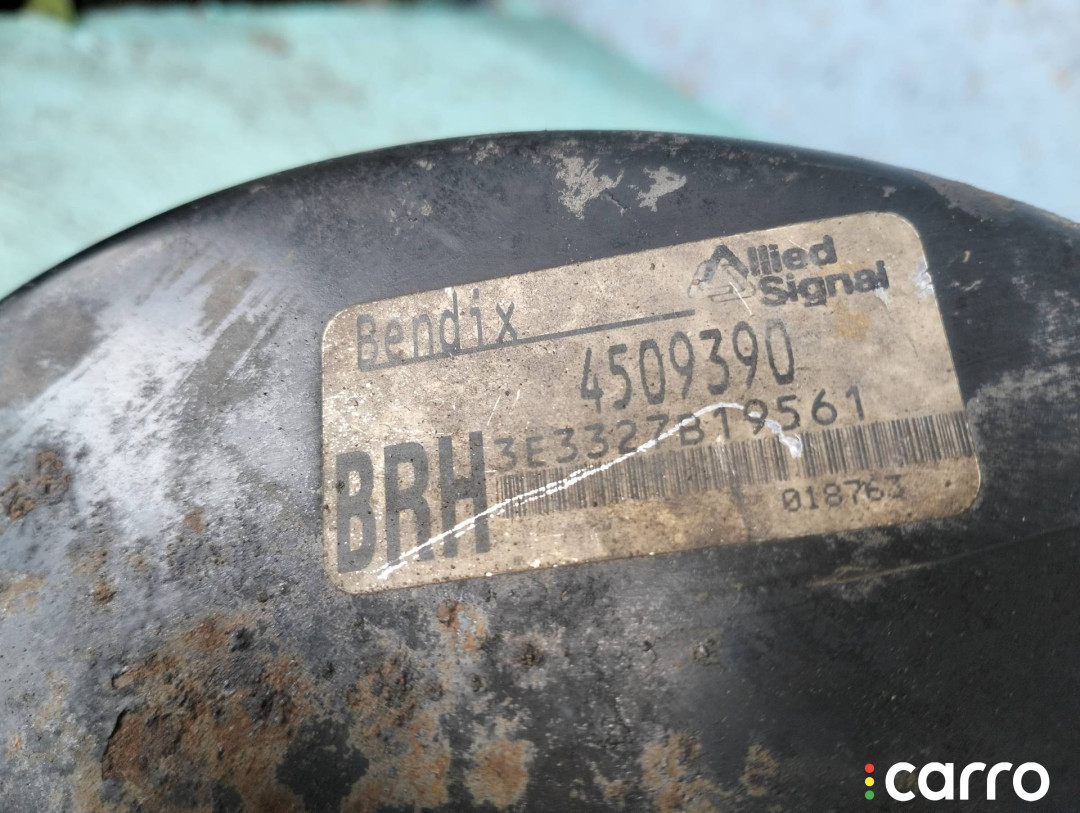 Bendix
Allied
Signal
4509390
BRH
3E3327B19561
018763
carro